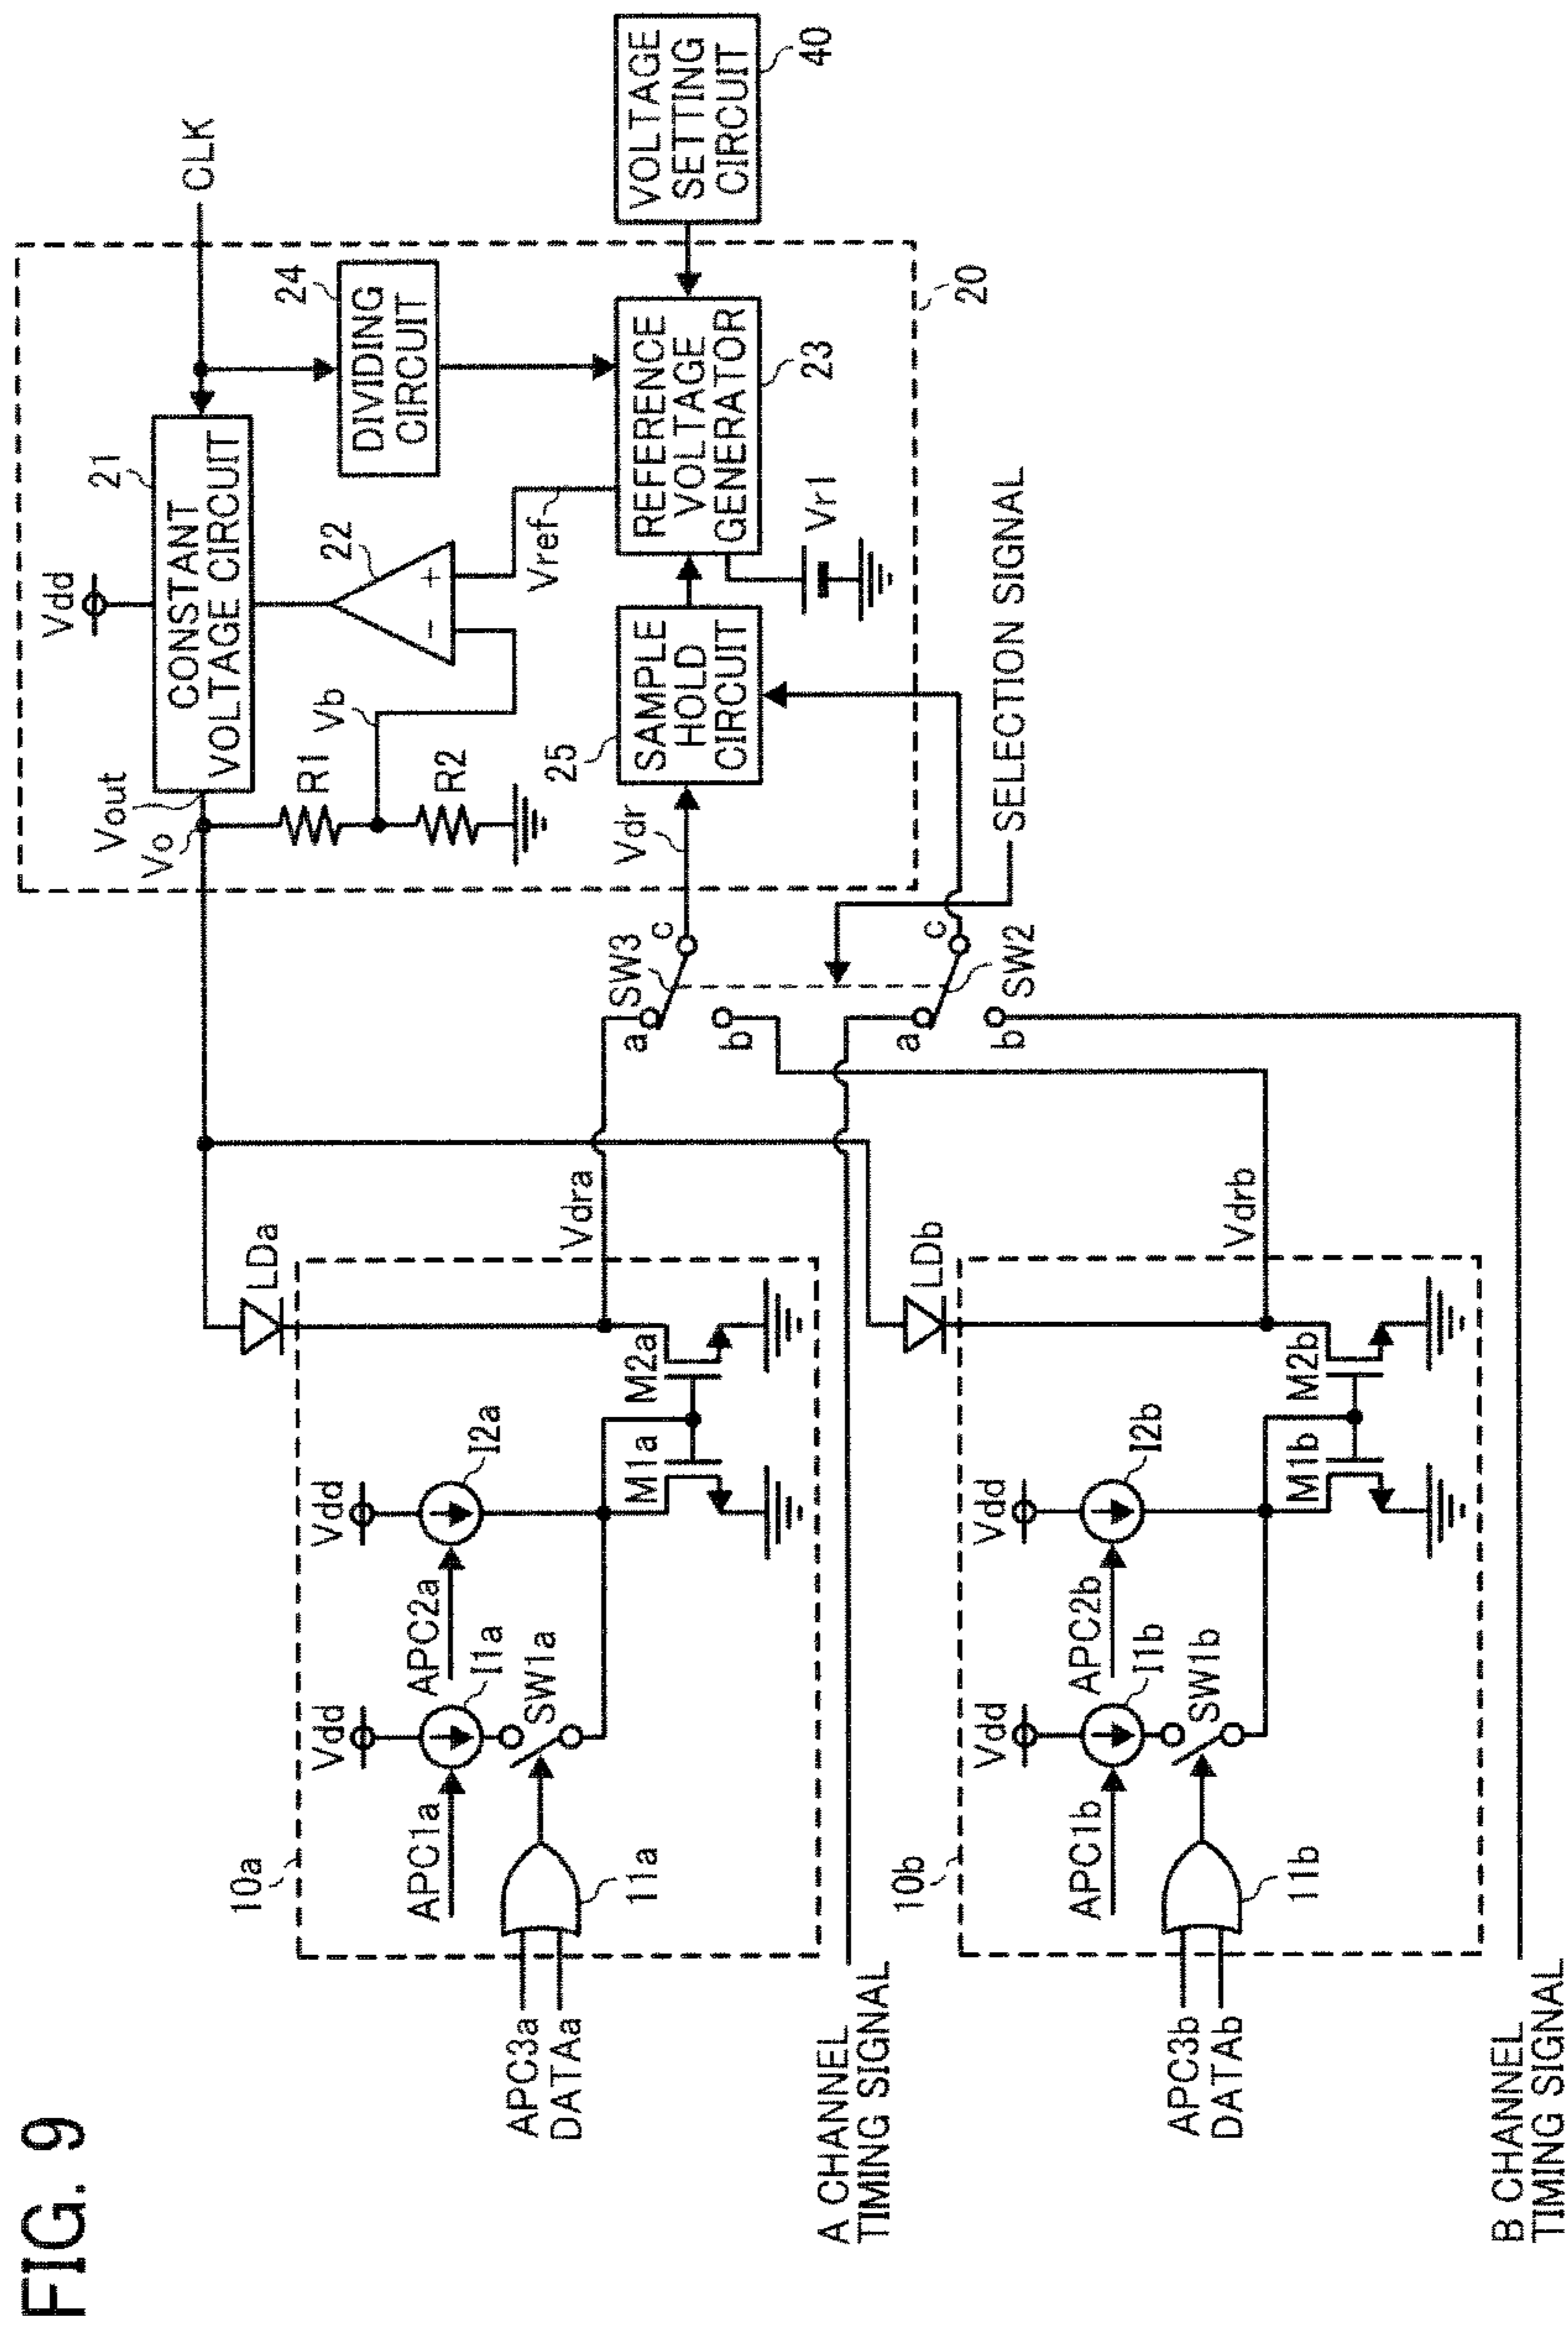 FIG. 9
10a
APC3a
DATAa
11a
APC1a
Vdd
I1a
SW1a
APC2a
Vdd
I2a
M1a
M2a
LDa
Vdra
A CHANNEL
TIMING SIGNAL
10b
APC3b
DATAb
11b
APC1b
Vdd
I1b
SW1b
APC2b
Vdd
I2b
M1b
M2b
LDb
Vdrb
B CHANNEL
TIMING SIGNAL
a
SW3
c
b
a
c
b
SW2
SELECTION SIGNAL
Vdr
Vout
Vo
R1
R2
Vb
Vdd
21
CONSTANT
VOLTAGE CIRCUIT
CLK
22
−
+
Vref
24
DIVIDING
CIRCUIT
25
SAMPLE
HOLD
CIRCUIT
REFERENCE
VOLTAGE
GENERATOR
23
Vr1
20
VOLTAGE
SETTING
CIRCUIT
40